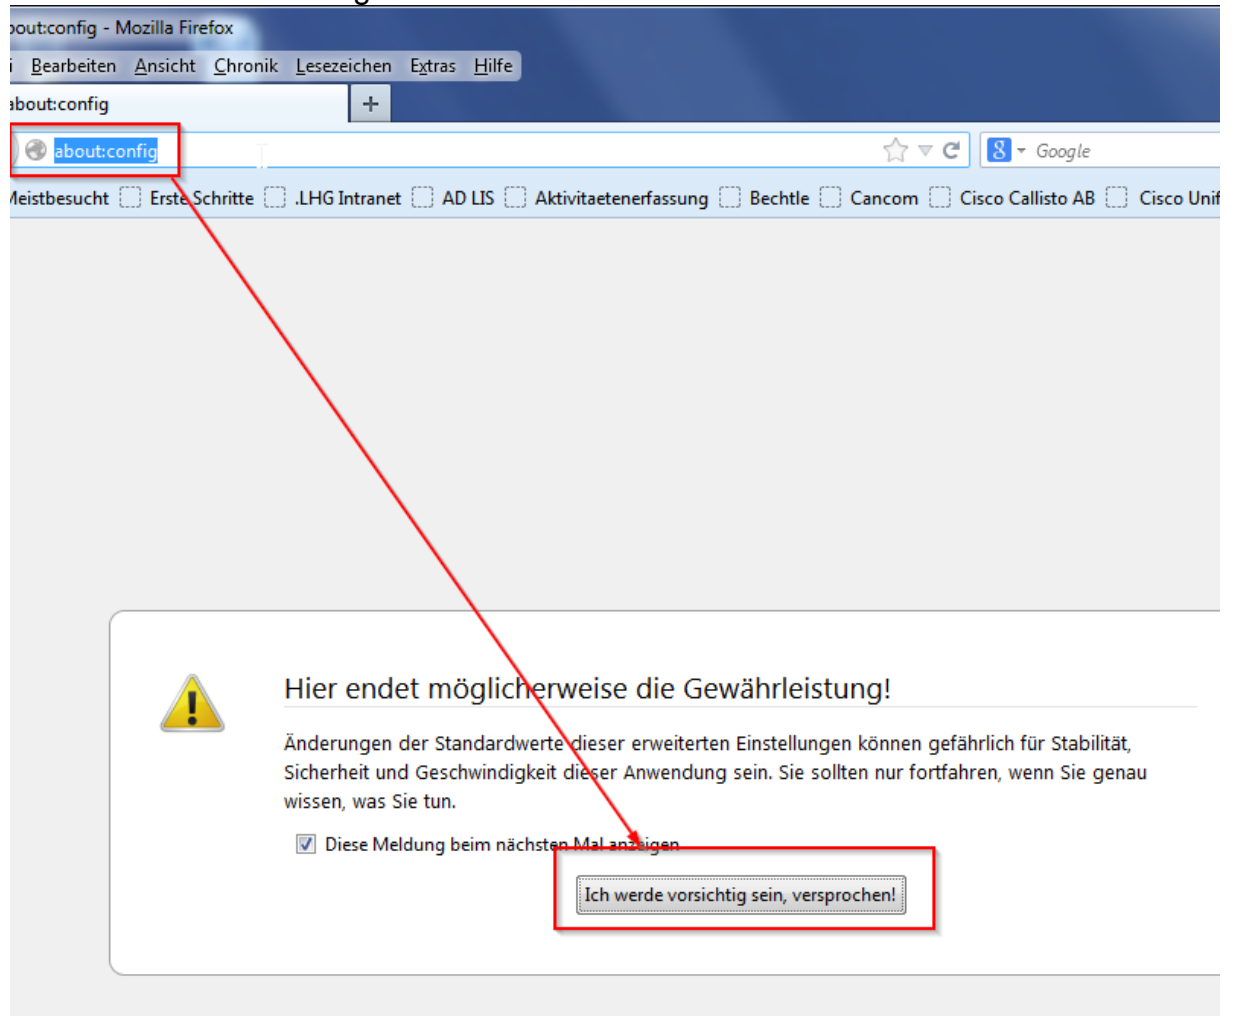 out:config - Mozilla Firefox
i Bearbeiten Ansicht Chronik Lesezeichen Extras Hilfe
about:config +
about:config Google
Meistbesucht Erste Schritte .LHG Intranet AD LIS Aktivitaetenerfassung Bechtle Cancom Cisco Callisto AB Cisco Unif
Hier endet möglicherweise die Gewährleistung!
Änderungen der Standardwerte dieser erweiterten Einstellungen können gefährlich für Stabilität,
Sicherheit und Geschwindigkeit dieser Anwendung sein. Sie sollten nur fortfahren, wenn Sie genau
wissen, was Sie tun.
Diese Meldung beim nächsten Mal anzeigen
Ich werde vorsichtig sein, versprochen!